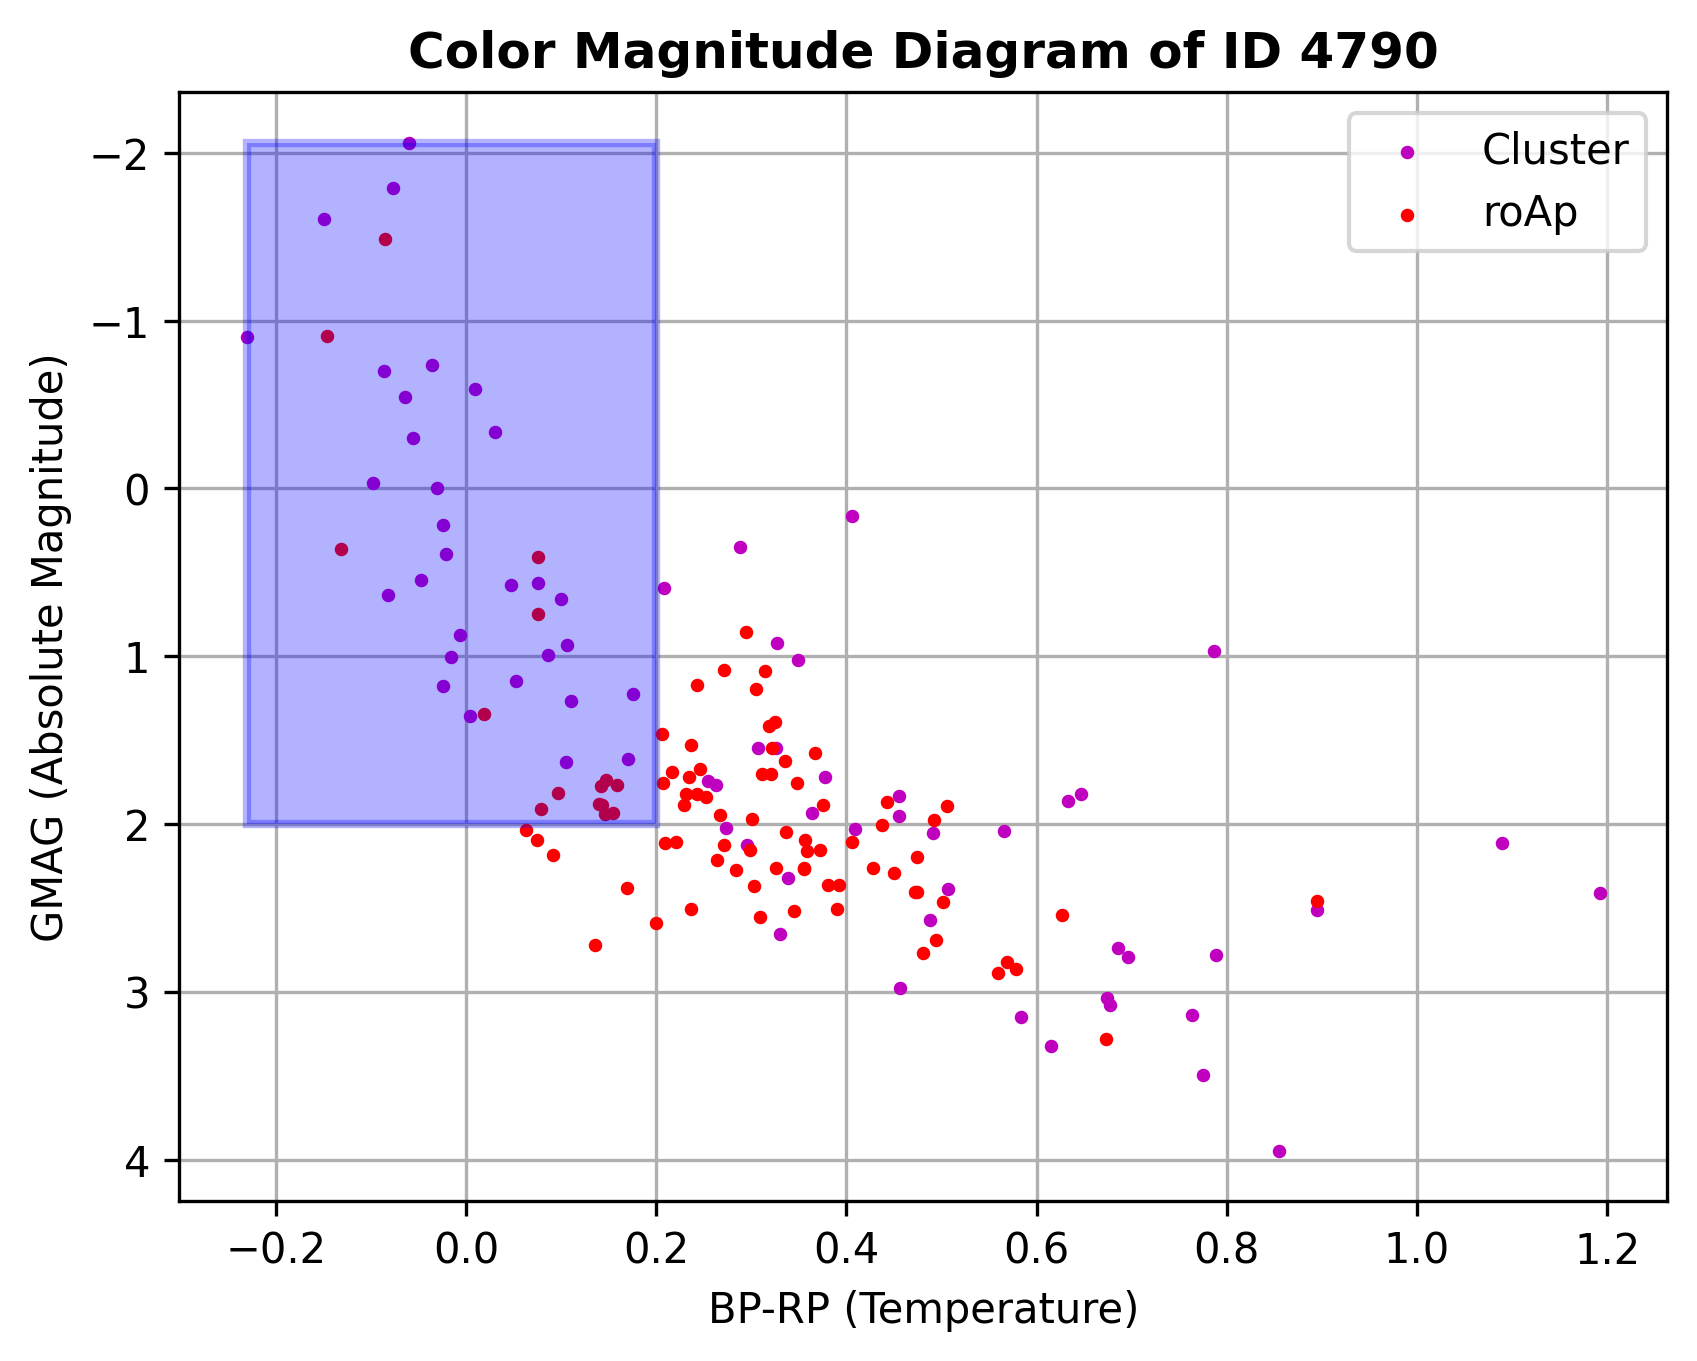 Color Magnitude Diagram of ID 4790
Cluster
roAp
−2
−1
0
1
2
3
4
GMAG (Absolute Magnitude)
−0.2 0.0 0.2 0.4 0.6 0.8 1.0 1.2
BP-RP (Temperature)